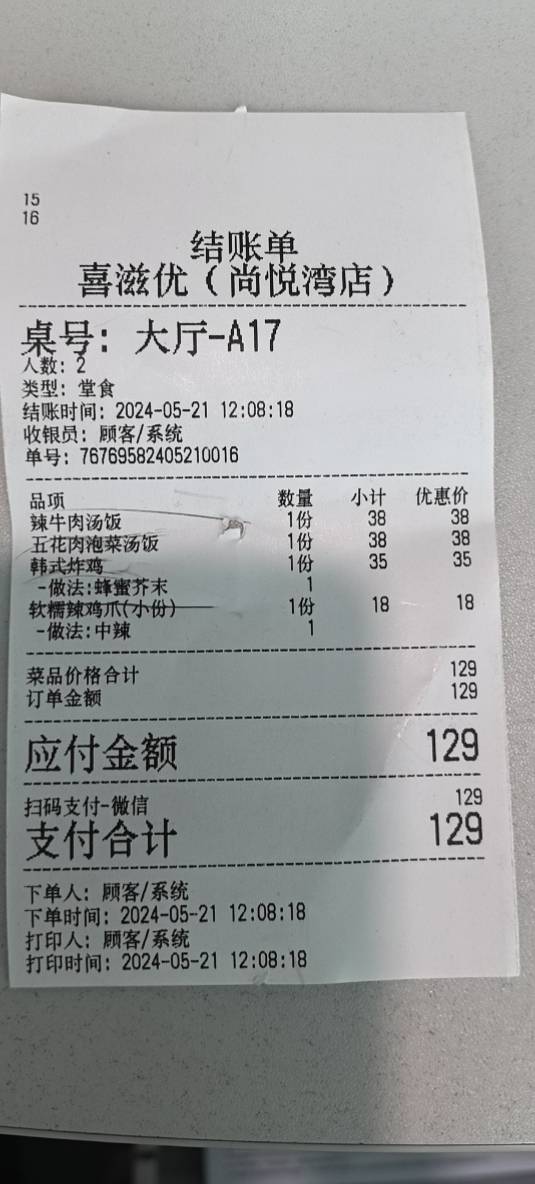 15
16
结账单
喜滋优（尚悦湾店）
桌号: 大厅-A17
人数: 2
类型: 堂食
结账时间: 2024-05-21 12:08:18
收银员: 顾客/系统
单号: 76769582405210016
品项 数量 小计 优惠价
辣牛肉汤饭 1份 38 38
五花肉泡菜汤饭 1份 38 38
韩式炸鸡 1份 35 35
-做法:蜂蜜芥末 1
软糯辣鸡爪(小份) 1份 18 18
-做法:中辣 1
菜品价格合计 129
订单金额 129
应付金额 129
扫码支付-微信 129
支付合计 129
下单人: 顾客/系统
下单时间: 2024-05-21 12:08:18
打印人: 顾客/系统
打印时间: 2024-05-21 12:08:18